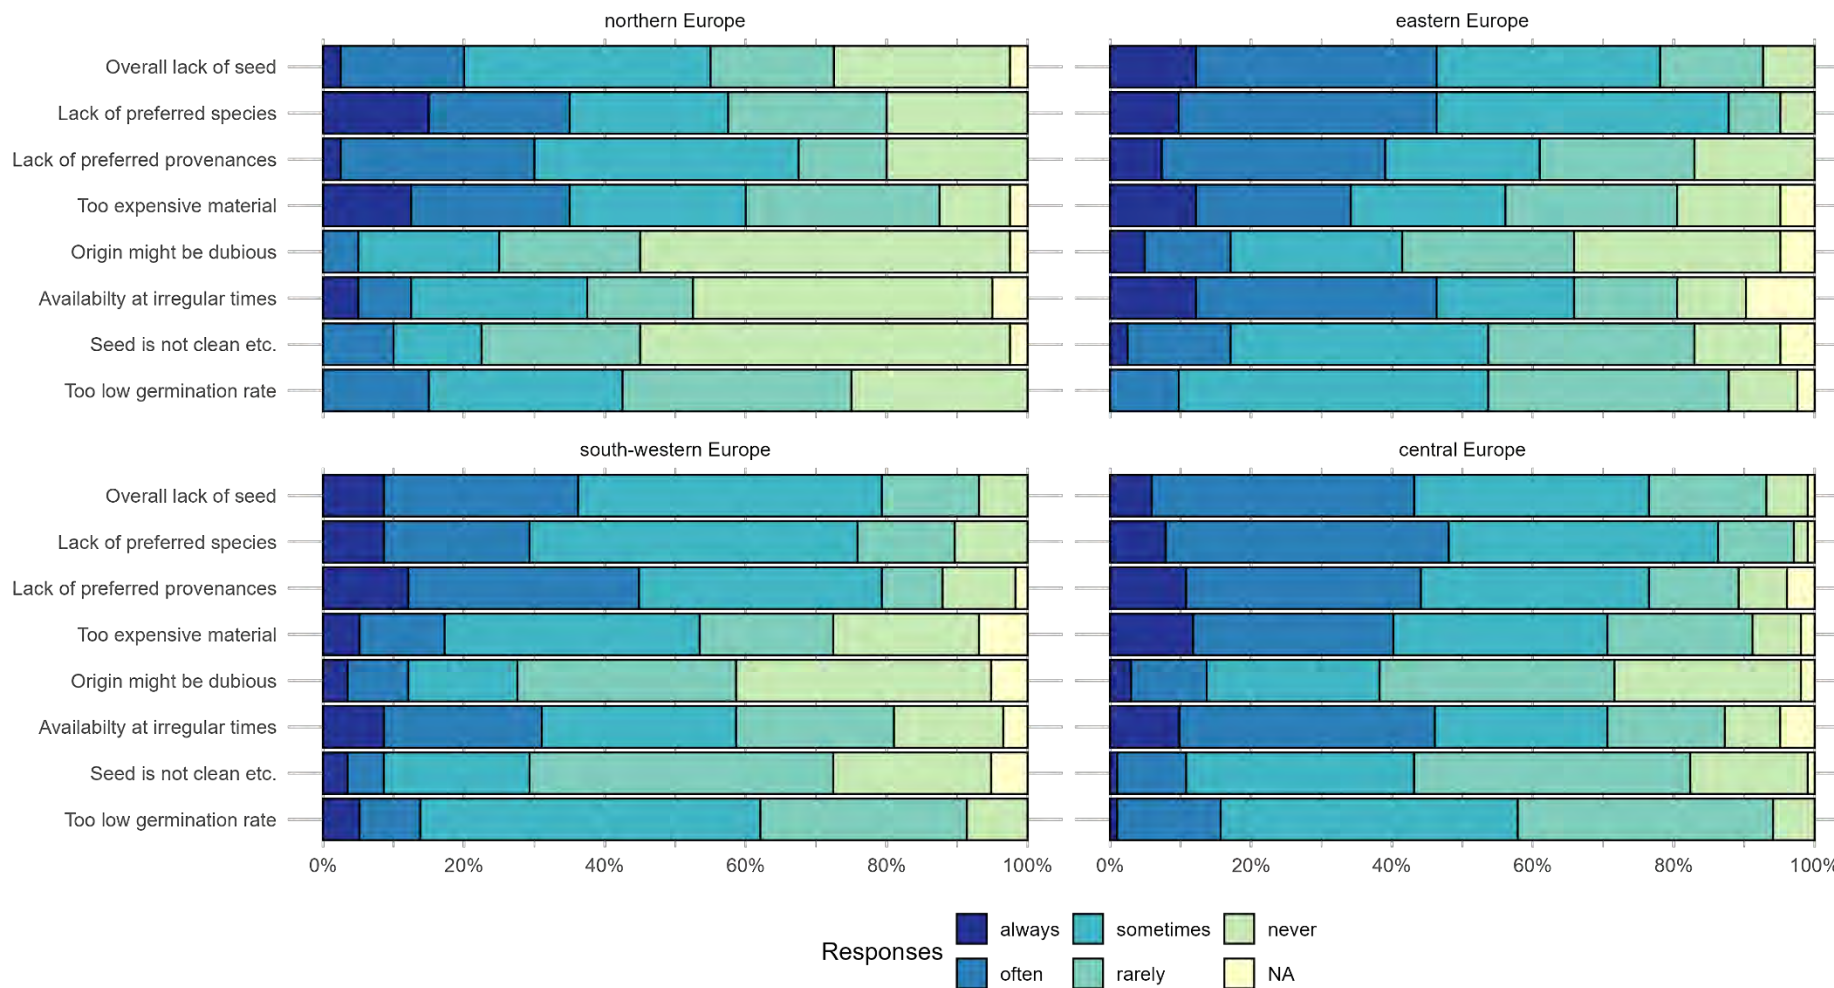 northern Europe
eastern Europe
Overall lack of seed
Lack of preferred species
Lack of preferred provenances
Too expensive material
Origin might be dubious
Availabilty at irregular times
Seed is not clean etc.
Too low germination rate
south-western Europe
central Europe
Overall lack of seed
Lack of preferred species
Lack of preferred provenances
Too expensive material
Origin might be dubious
Availabilty at irregular times
Seed is not clean etc.
Too low germination rate
0% 20% 40% 60% 80% 100%
0% 20% 40% 60% 80% 100%
Responses
always sometimes never
often rarely NA